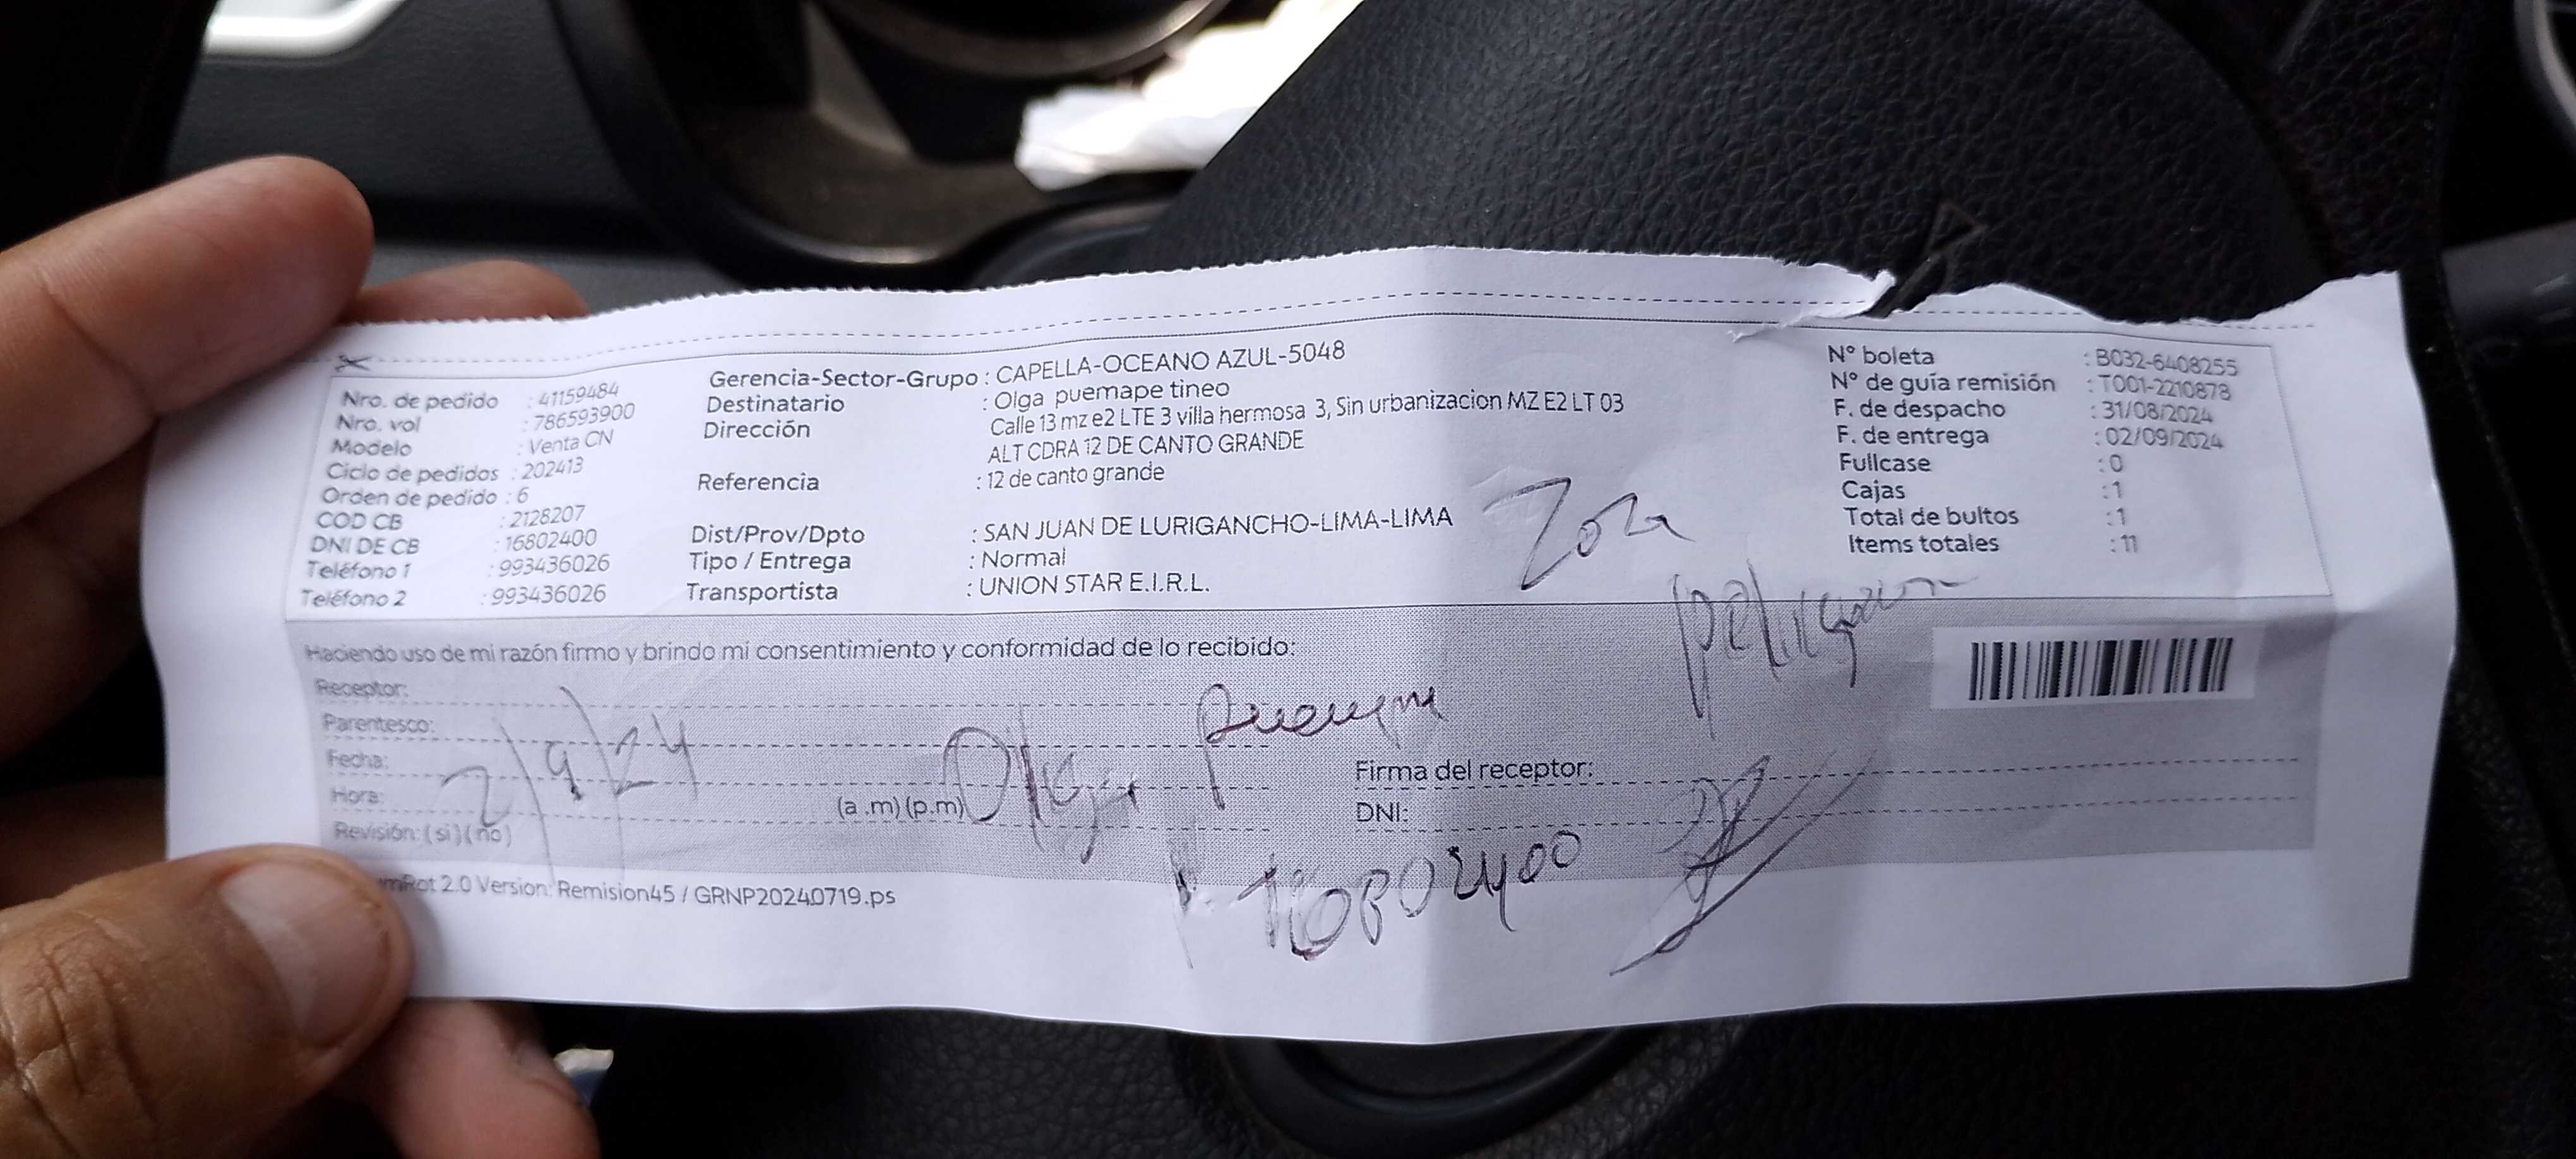 Nro. de pedido : 41159484
Nro. vol : 786593900
Modelo : Venta CN
Ciclo de pedidos : 202413
Orden de pedido : 6
COD CB : 2128207
DNI DE CB : 16802400
Teléfono 1 : 993436026
Teléfono 2 : 993436026
Gerencia-Sector-Grupo : CAPELLA-OCEANO AZUL-5048
Destinatario : Olga puemape tineo
Dirección Calle 13 mz e2 LTE 3 villa hermosa 3, Sin urbanizacion MZ E2 LT 03
ALT CDRA 12 DE CANTO GRANDE
Referencia : 12 de canto grande
Dist/Prov/Dpto : SAN JUAN DE LURIGANCHO-LIMA-LIMA
Tipo / Entrega : Normal
Transportista : UNION STAR E.I.R.L.
N° boleta : B032-6408255
N° de guía remisión : T001-2210878
F. de despacho : 31/08/2024
F. de entrega : 02/09/2024
Fullcase : 0
Cajas : 1
Total de bultos : 1
Items totales : 11
Haciendo uso de mi razón firmo y brindo mi consentimiento y conformidad de lo recibido:
Receptor:
Parentesco:
Fecha:
Hora: (a .m) (p.m)
Revisión: (si) (no)
2/9/24
Olga
Firma del receptor:
DNI:
16802400
2.0 Version: Remision45 / GRNP20240719.ps